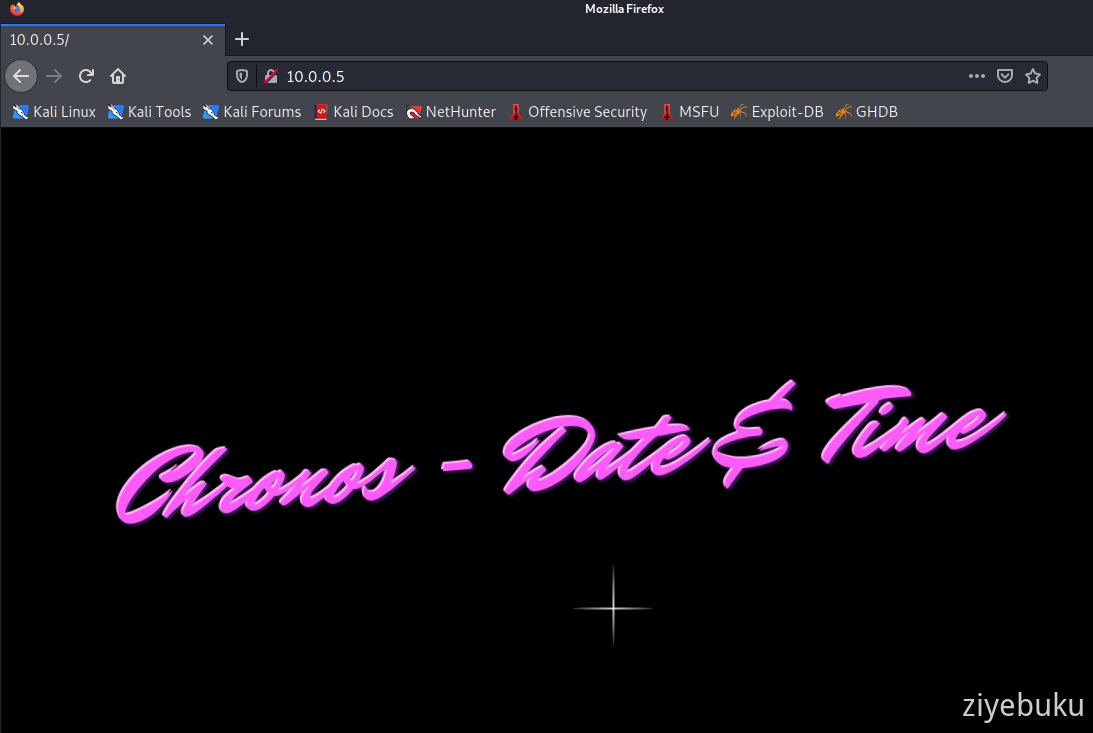 Mozilla Firefox
10.0.0.5/
10.0.0.5
Kali Linux Kali Tools Kali Forums Kali Docs NetHunter Offensive Security MSFU Exploit-DB GHDB
Chronos - Date & Time
ziyebuku